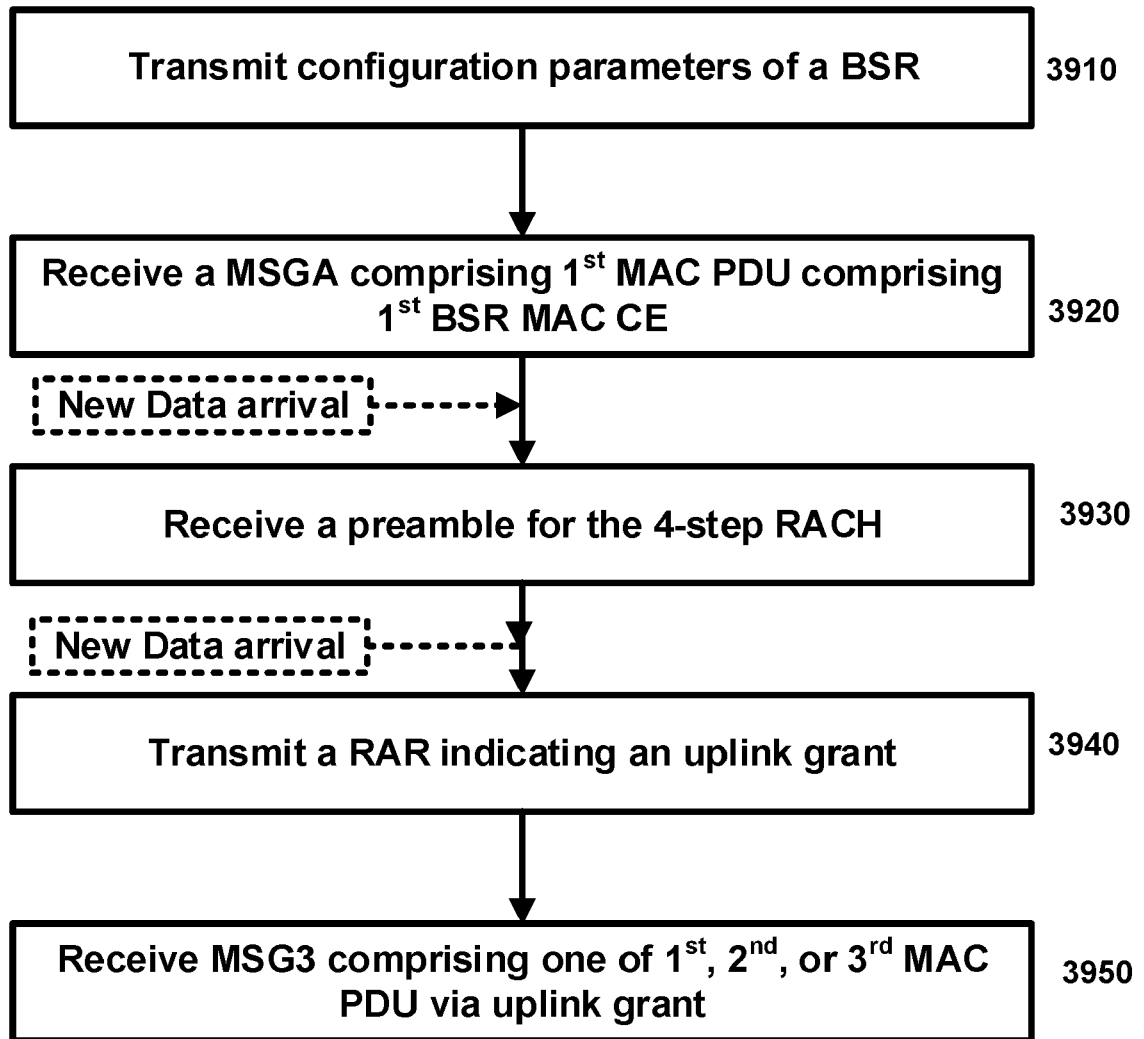 Transmit configuration parameters of a BSR
3910
Receive a MSGA comprising 1st MAC PDU comprising
1st BSR MAC CE
3920
New Data arrival
Receive a preamble for the 4-step RACH
3930
New Data arrival
Transmit a RAR indicating an uplink grant
3940
Receive MSG3 comprising one of 1st, 2nd, or 3rd MAC
PDU via uplink grant
3950